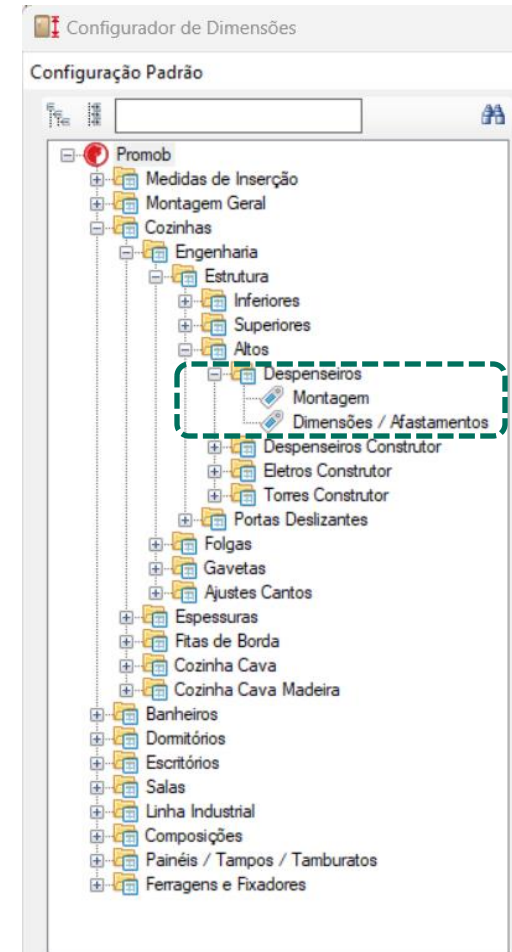 Configurador de Dimensões
Configuração Padrão
Promob
Medidas de Inserção
Montagem Geral
Cozinhas
Engenharia
Estrutura
Inferiores
Superiores
Altos
Despenseiros
Montagem
Dimensões / Afastamentos
Despenseiros Construtor
Eletros Construtor
Torres Construtor
Portas Deslizantes
Folgas
Gavetas
Ajustes Cantos
Espessuras
Fitas de Borda
Cozinha Cava
Cozinha Cava Madeira
Banheiros
Dormitórios
Escritórios
Salas
Linha Industrial
Composições
Painéis / Tampos / Tamburatos
Ferragens e Fixadores